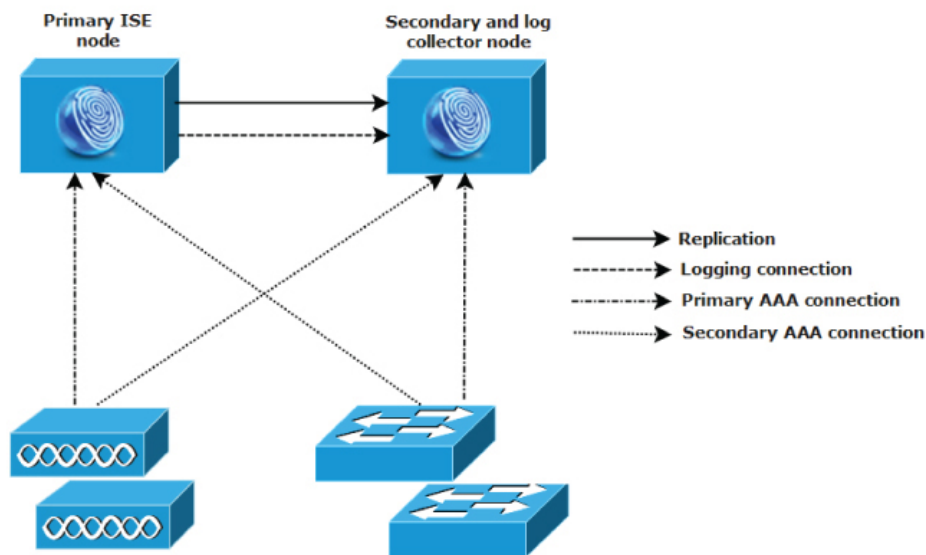 Primary ISE
node
Secondary and log
collector node
Replication
Logging connection
Primary AAA connection
Secondary AAA connection